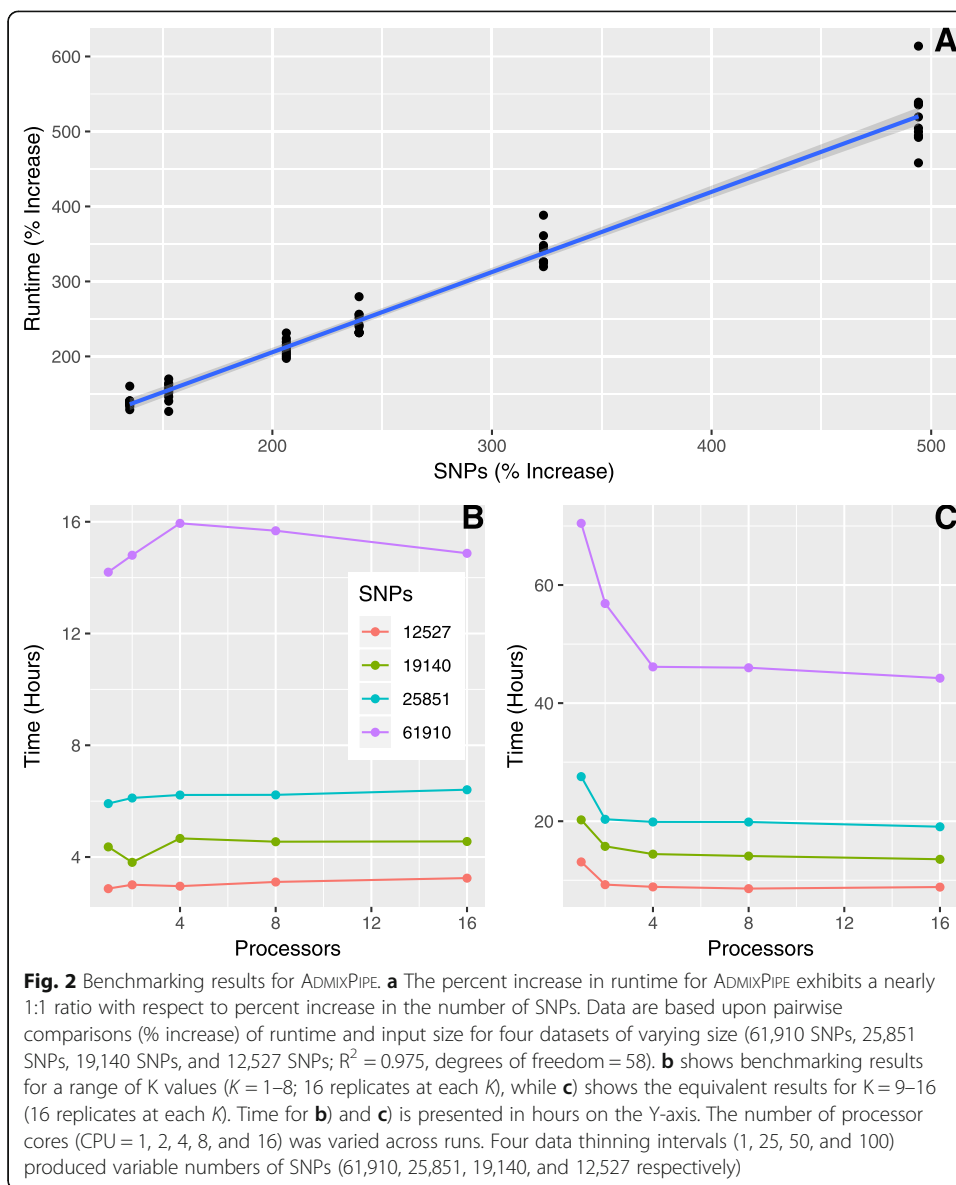 A
600
500
400
300
200
Runtime (% Increase)
200 300 400 500
SNPs (% Increase)
B
16
12
8
4
Time (Hours)
SNPs
12527
19140
25851
61910
4 8 12 16
Processors
C
60
40
20
Time (Hours)
4 8 12 16
Processors
Fig. 2 Benchmarking results for ADMIXPIPE. a The percent increase in runtime for ADMIXPIPE exhibits a nearly
1:1 ratio with respect to percent increase in the number of SNPs. Data are based upon pairwise
comparisons (% increase) of runtime and input size for four datasets of varying size (61,910 SNPs, 25,851
SNPs, 19,140 SNPs, and 12,527 SNPs; R² = 0.975, degrees of freedom = 58). b shows benchmarking results
for a range of K values (K = 1–8; 16 replicates at each K), while c) shows the equivalent results for K = 9–16
(16 replicates at each K). Time for b) and c) is presented in hours on the Y-axis. The number of processor
cores (CPU = 1, 2, 4, 8, and 16) was varied across runs. Four data thinning intervals (1, 25, 50, and 100)
produced variable numbers of SNPs (61,910, 25,851, 19,140, and 12,527 respectively)